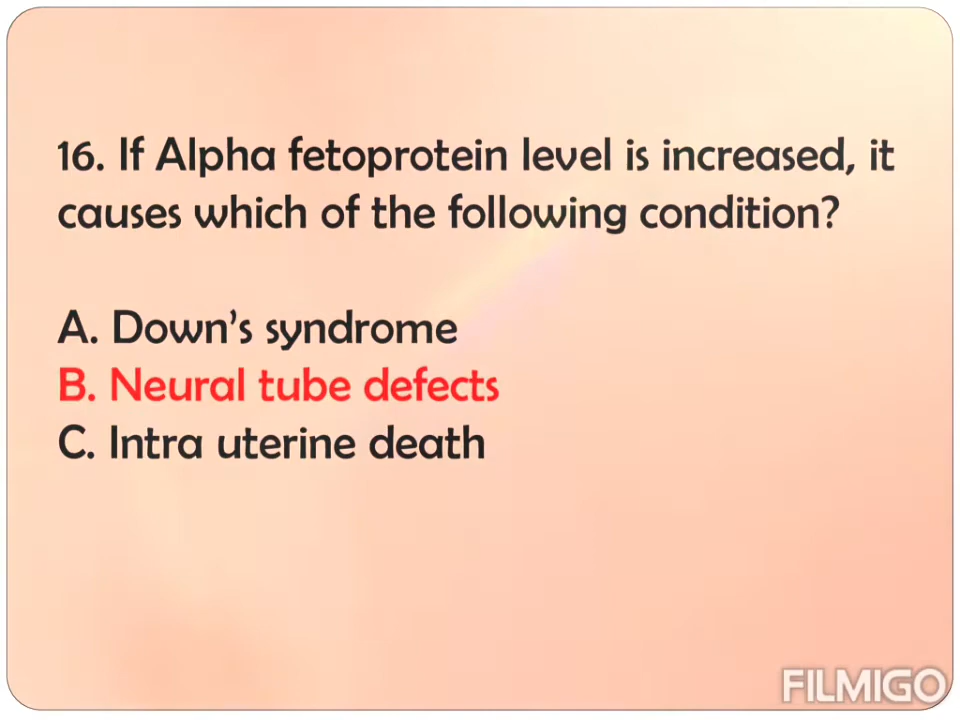 16. If Alpha fetoprotein level is increased, it
causes which of the following condition?
A. Down's syndrome
B. Neural tube defects
C. Intra uterine death
FILMIGO